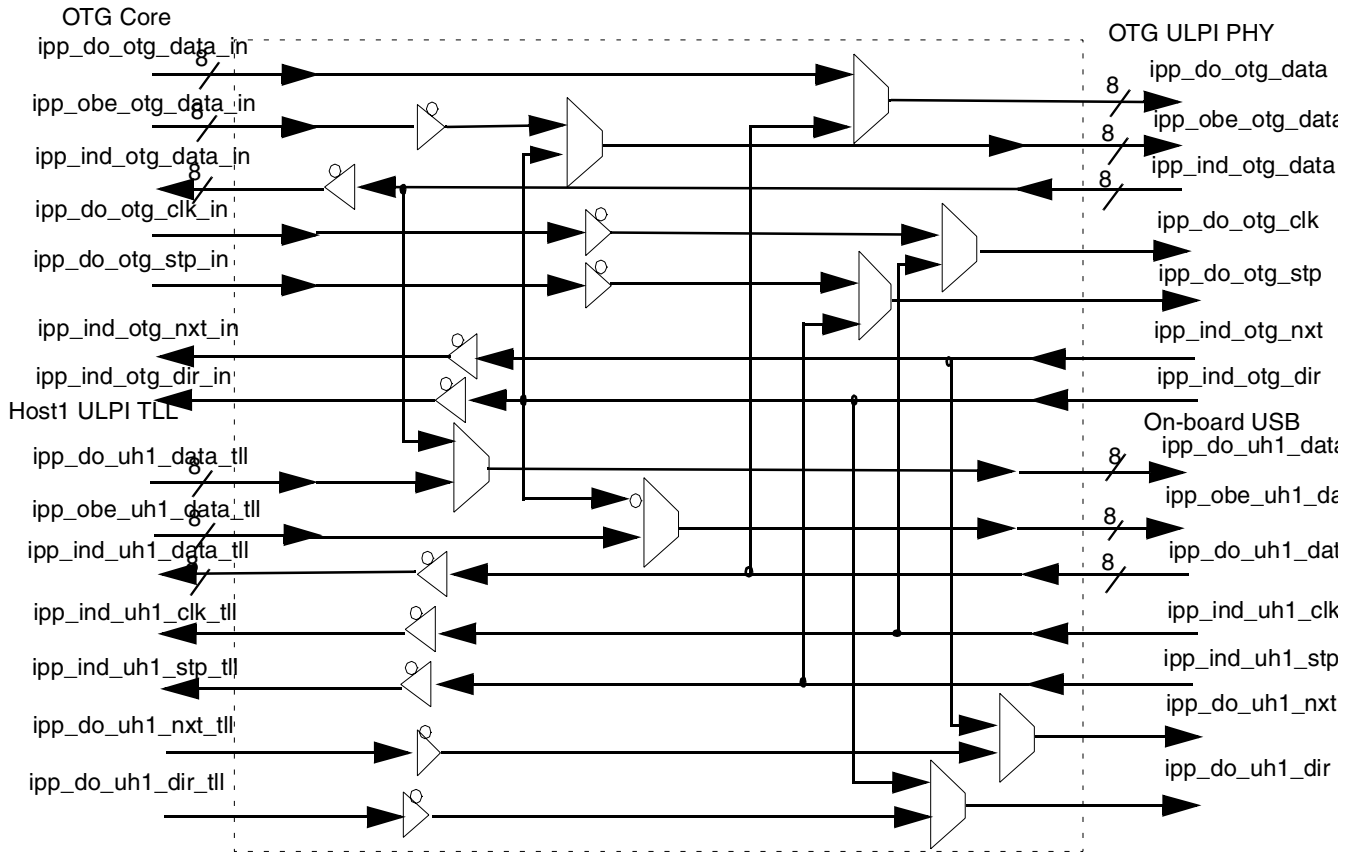 OTG Core
ipp_do_otg_data_in
8
ipp_obe_otg_data_in
8
ipp_ind_otg_data_in
8
ipp_do_otg_clk_in
ipp_do_otg_stp_in
ipp_ind_otg_nxt_in
ipp_ind_otg_dir_in
Host1 ULPI TLL
ipp_do_uh1_data_tll
8
ipp_obe_uh1_data_tll
8
ipp_ind_uh1_data_tll
8
ipp_ind_uh1_clk_tll
ipp_ind_uh1_stp_tll
ipp_do_uh1_nxt_tll
ipp_do_uh1_dir_tll
OTG ULPI PHY
ipp_do_otg_data
8
ipp_obe_otg_data
8
ipp_ind_otg_data
8
ipp_do_otg_clk
ipp_do_otg_stp
ipp_ind_otg_nxt
ipp_ind_otg_dir
On-board USB
ipp_do_uh1_data
8
ipp_obe_uh1_da
8
ipp_do_uh1_dat
8
ipp_ind_uh1_clk
ipp_ind_uh1_stp
ipp_do_uh1_nxt
ipp_do_uh1_dir